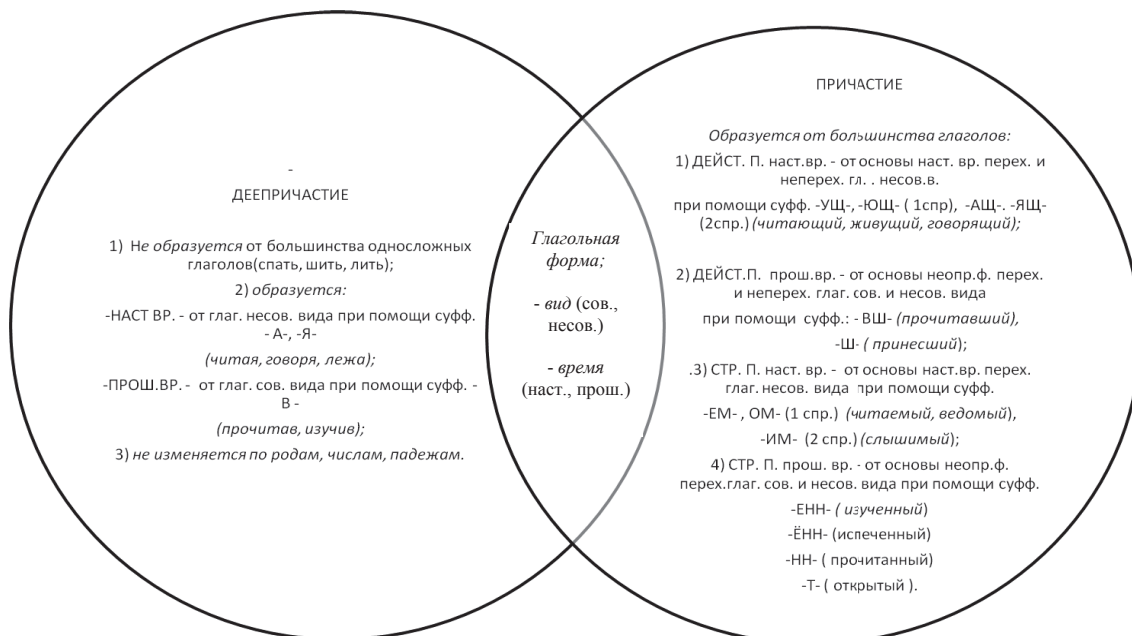 -
ДЕЕПРИЧАСТИЕ
1) Не образуется от большинства односложных
глаголов(спать, шить, лить);
2) образуется:
-НАСТ ВР. - от глаг. несов. вида при помощи суфф.
- А-, -Я-
(читая, говоря, лежа);
-ПРОШ.ВР. - от глаг. сов. вида при помощи суфф. -
В -
(прочитав, изучив);
3) не изменяется по родам, числам, падежам.
Глагольная
форма;
- вид (сов.,
несов.)
- время
(наст., прош.)
ПРИЧАСТИЕ
Образуется от большинства глаголов:
1) ДЕЙСТ. П. наст.вр. - от основы наст. вр. перех. и
неперех. гл. . несов.в.
при помощи суфф. -УЩ-, -ЮЩ- ( 1спр), -АЩ-. -ЯЩ-
(2спр.) (читающий, живущий, говорящий);
2) ДЕЙСТ.П. прош.вр. - от основы неопр.ф. перех.
и неперех. глаг. сов. и несов. вида
при помощи суфф.: - ВШ- (прочитавший),
-Ш- ( принесший);
.3) СТР. П. наст. вр. - от основы наст.вр. перех.
глаг. несов. вида при помощи суфф.
-ЕМ- , ОМ- (1 спр.) (читаемый, ведомый),
-ИМ- (2 спр.) (слышимый);
4) СТР. П. прош. вр. - от основы неопр.ф.
перех.глаг. сов. и несов. вида при помощи суфф.
-ЕНН- ( изученный)
-ЁНН- (испеченный)
-НН- ( прочитанный)
-Т- ( открытый ).